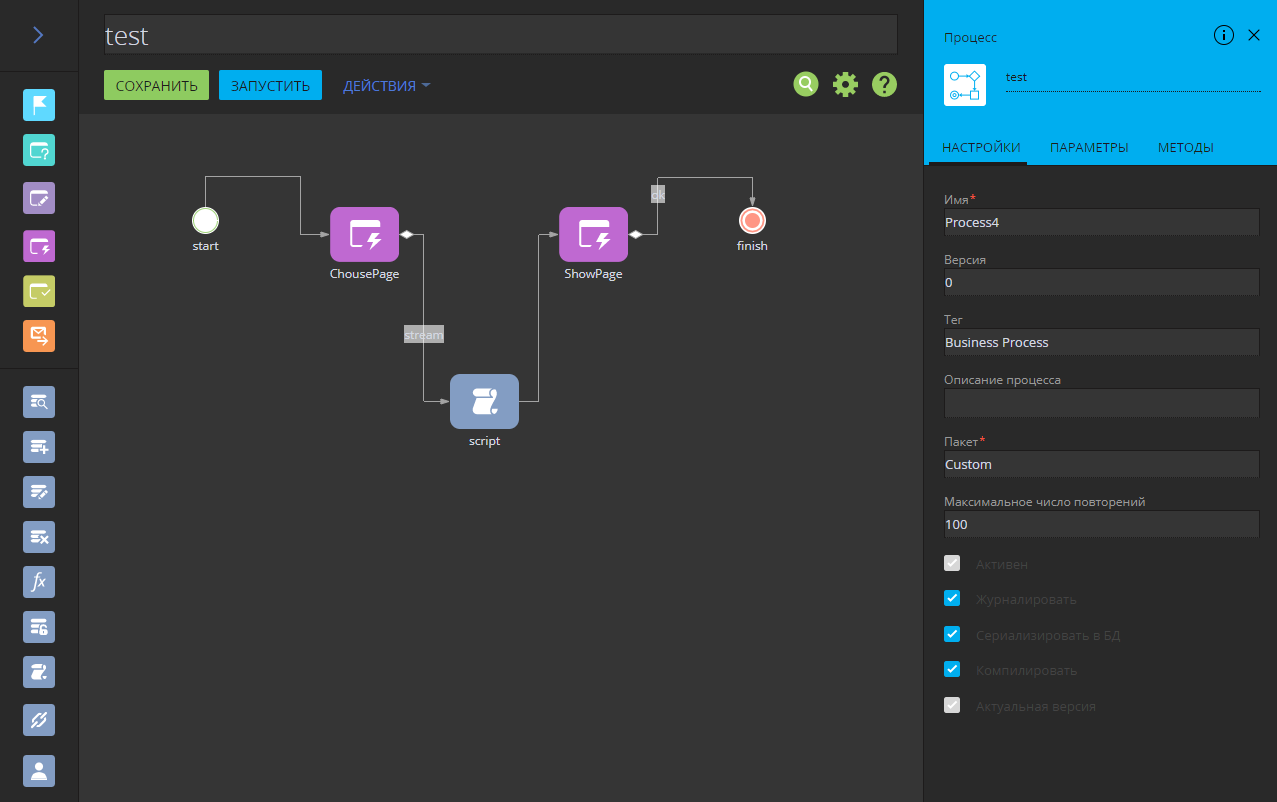 test
СОХРАНИТЬ
ЗАПУСТИТЬ
ДЕЙСТВИЯ
?
start
ChousePage
stream
script
ShowPage
ok
finish
?
fx
Процесс
i
test
НАСТРОЙКИ
ПАРАМЕТРЫ
МЕТОДЫ
Имя*
Process4
Версия
0
Тег
Business Process
Описание процесса
Пакет*
Custom
Максимальное число повторений
100
Активен
Журналировать
Сериализировать в БД
Компилировать
Актуальная версия